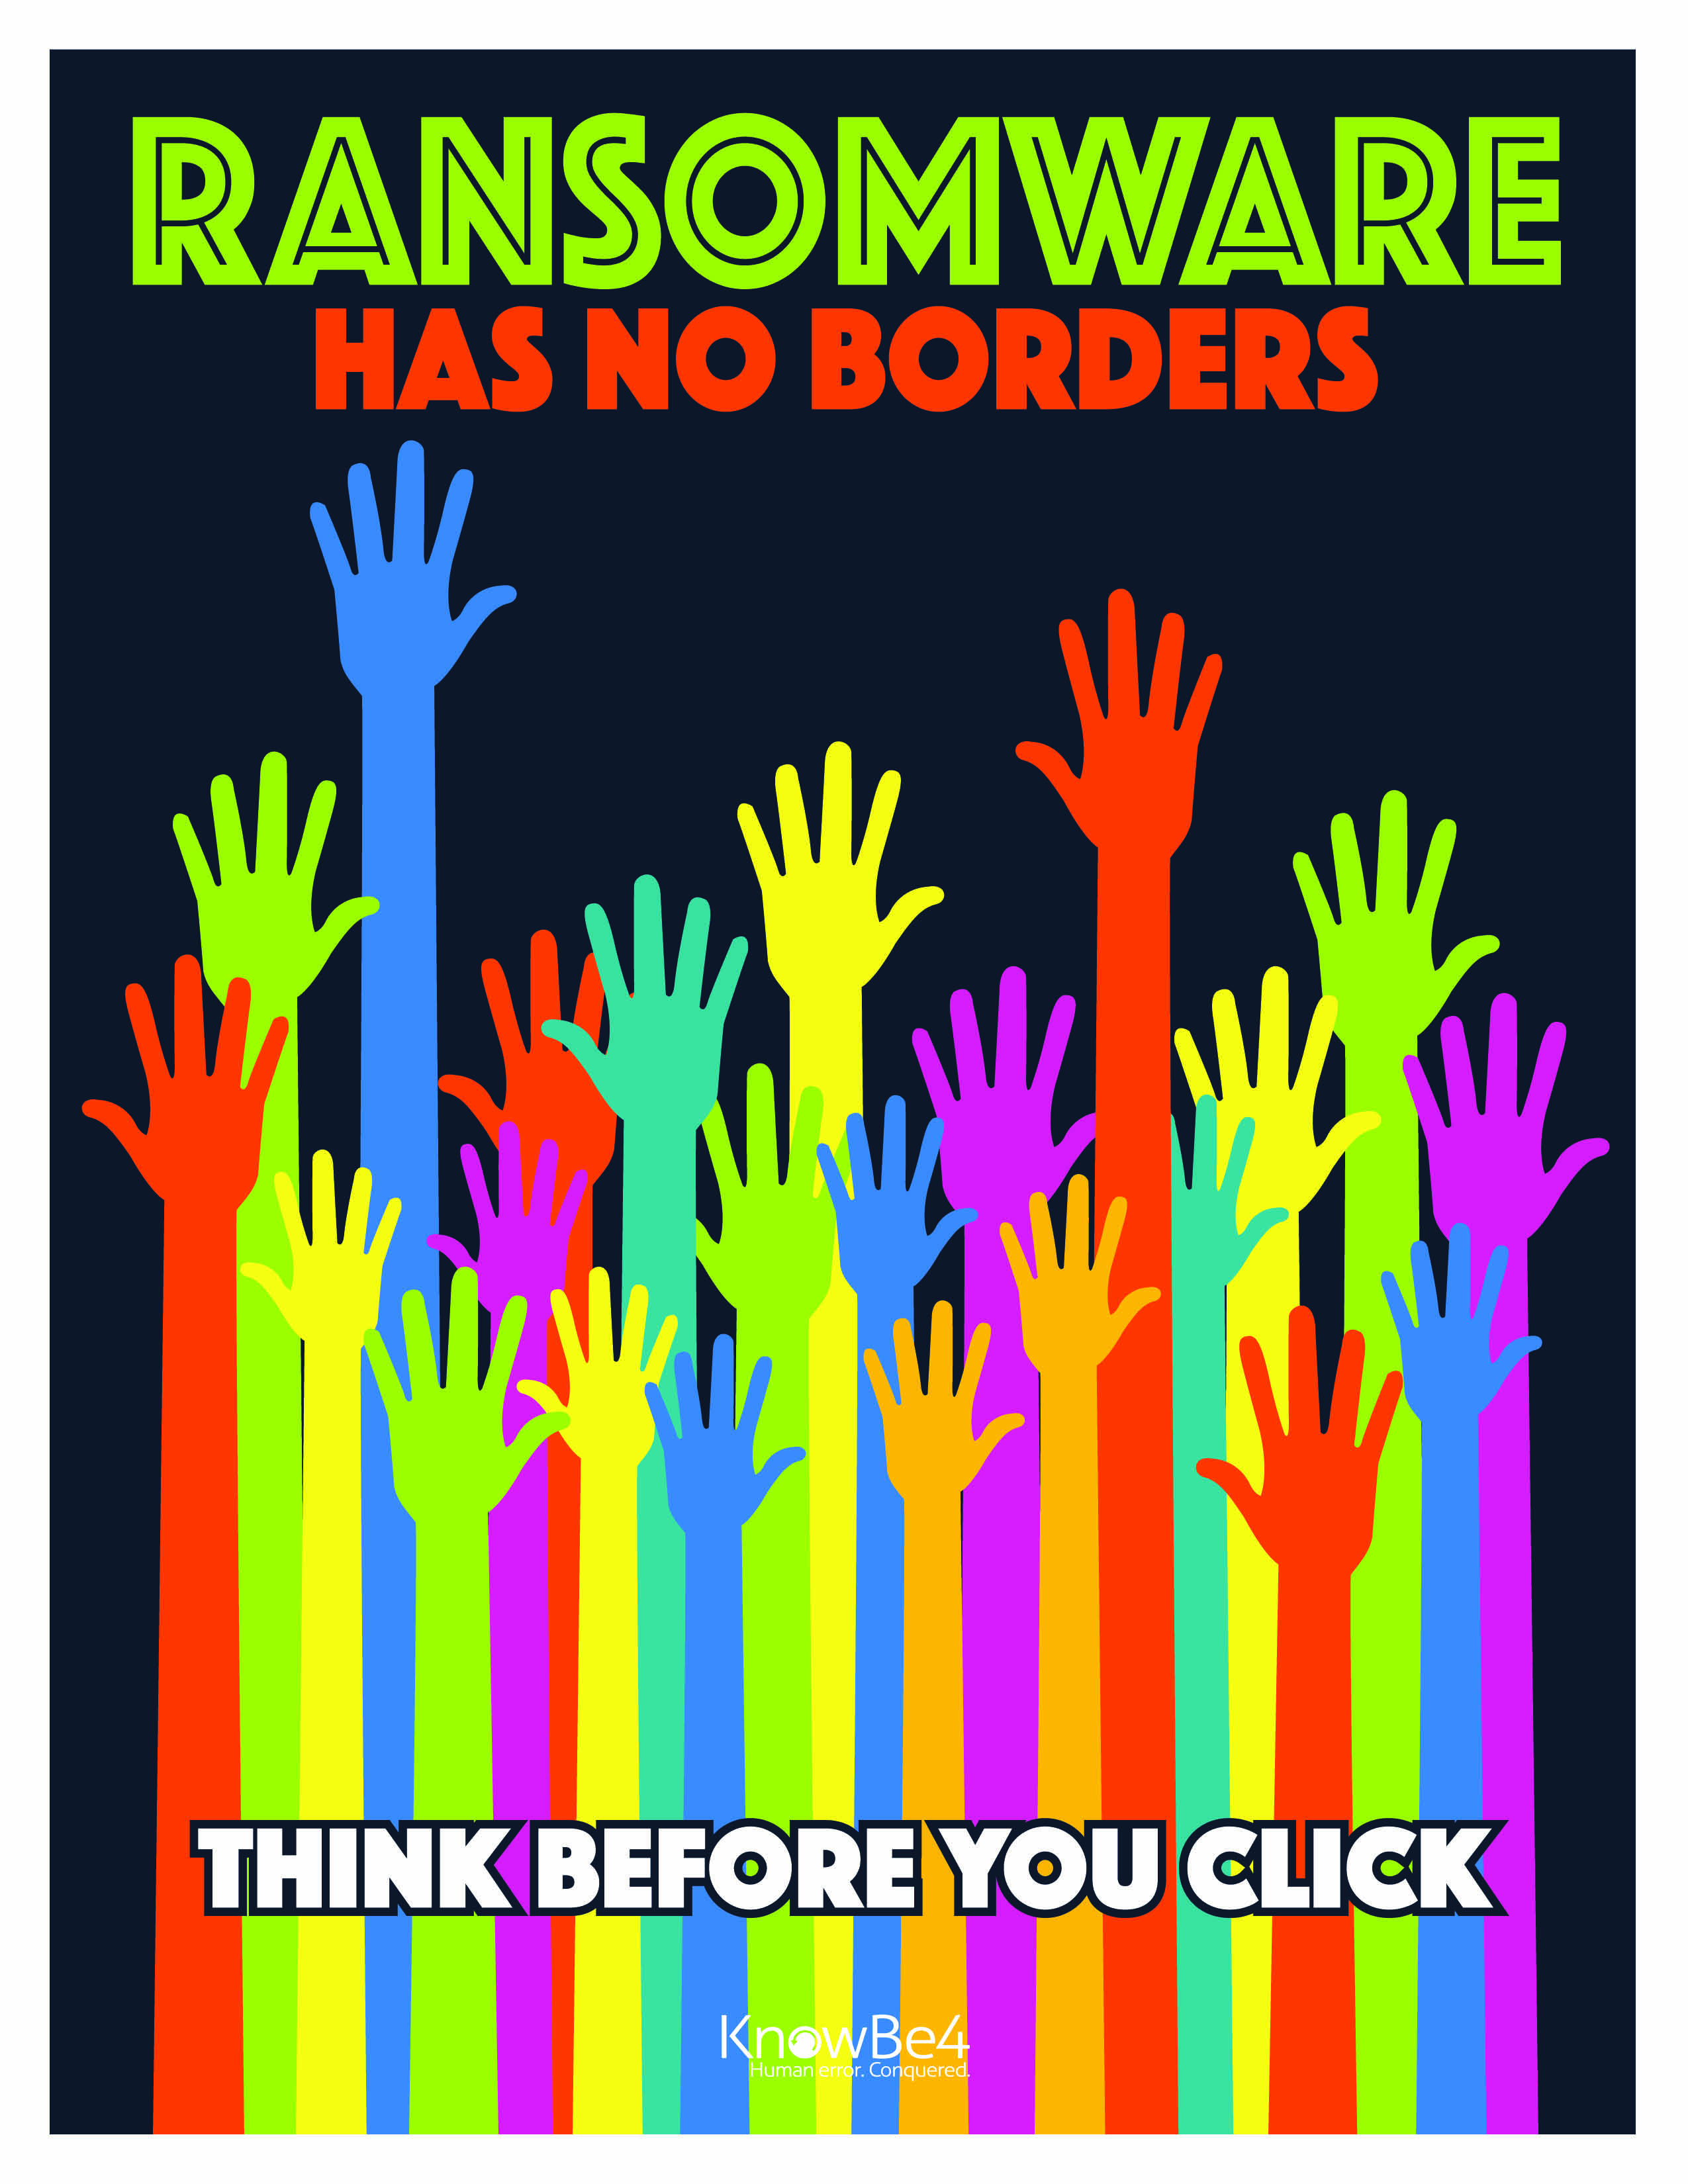 RANSOMWARE
HAS NO BORDERS
THINK BEFORE YOU CLICK
KnowBe4
Human error. Conquered.